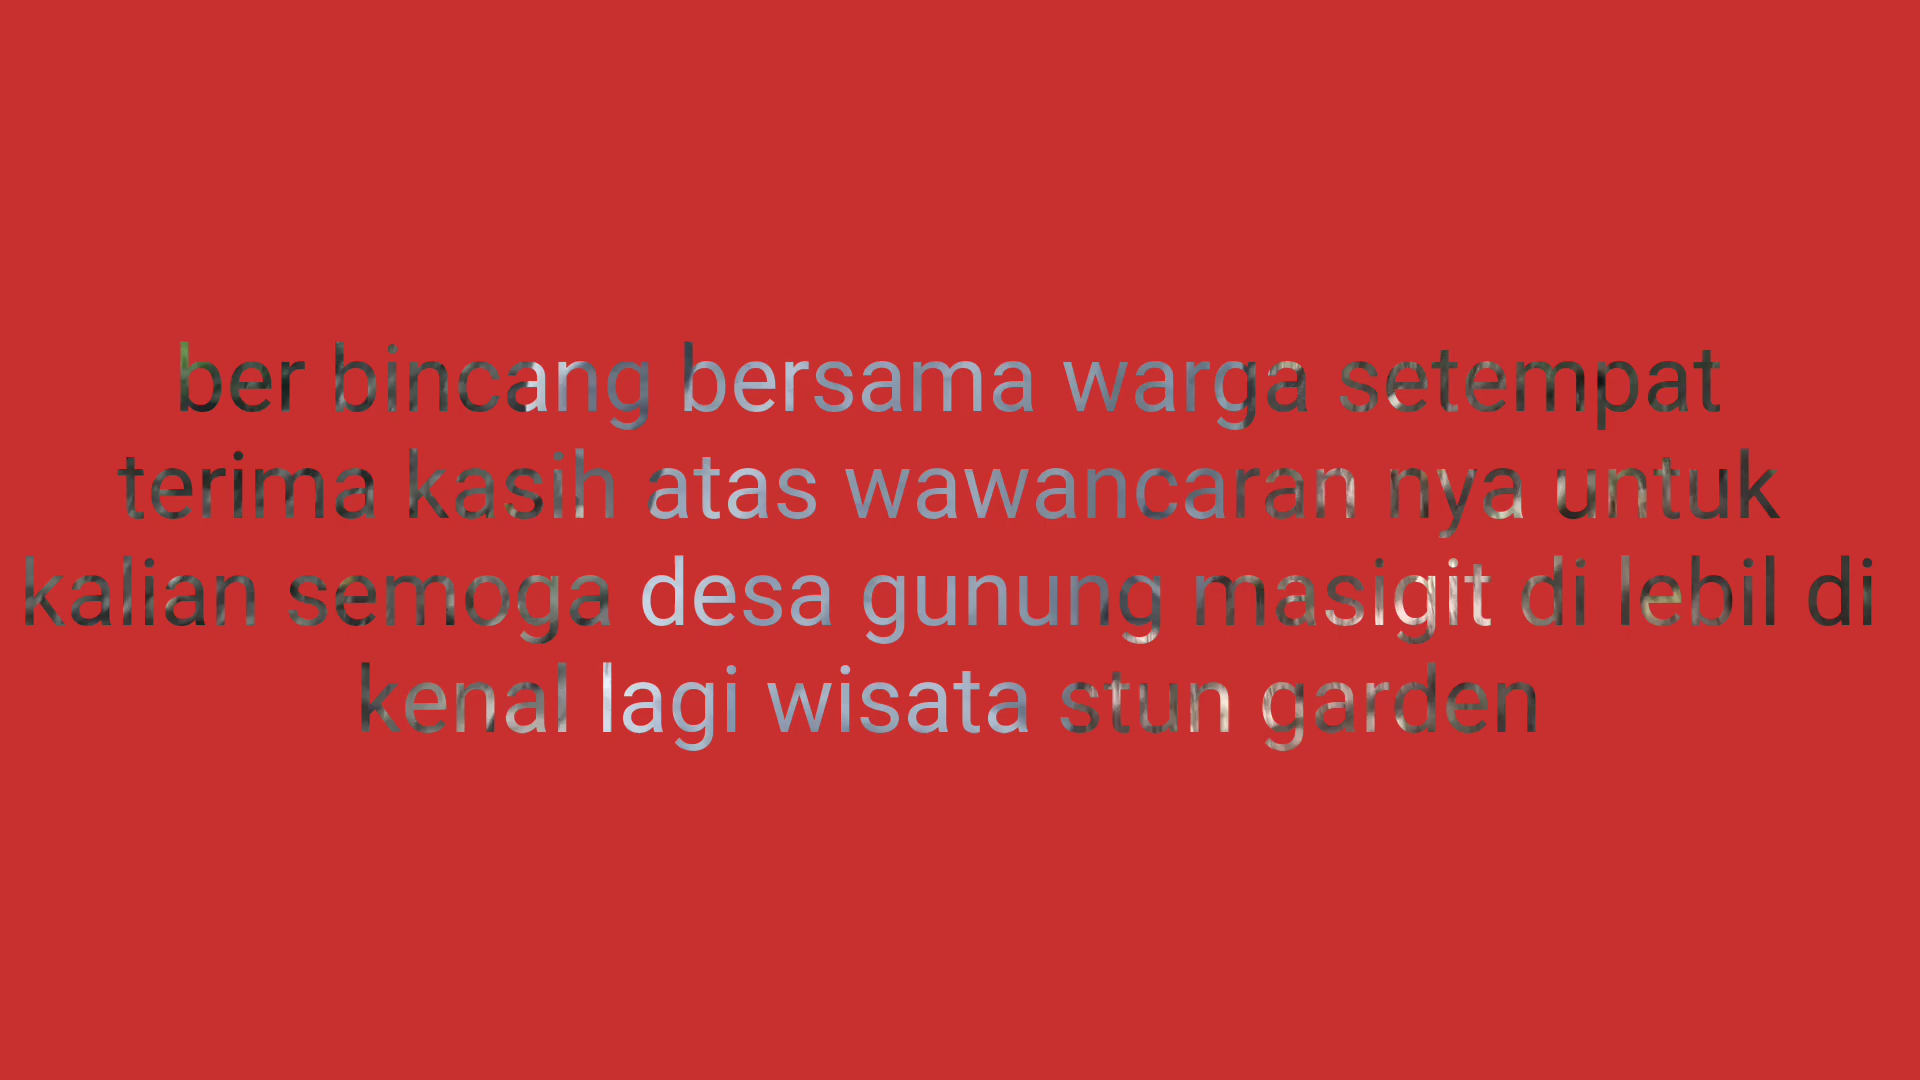 ber bincang bersama warga setempat
terima kasih atas wawancaran nya untuk
kalian semoga desa gunung masigit di lebil di
kenal lagi wisata stun garden